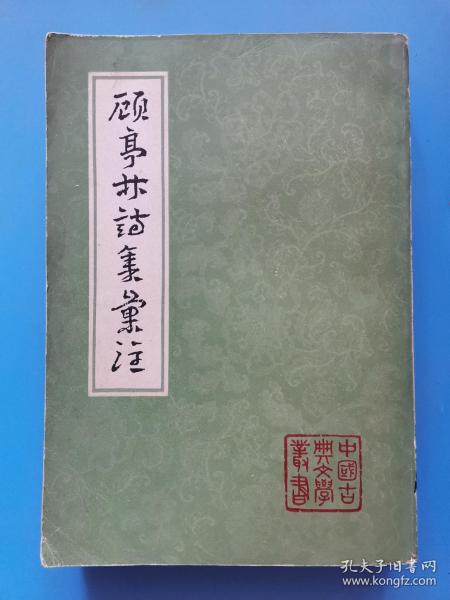 顾亭林詩集彙注
中國古
典文學
叢書
孔夫子旧书网
www.kongfz.com